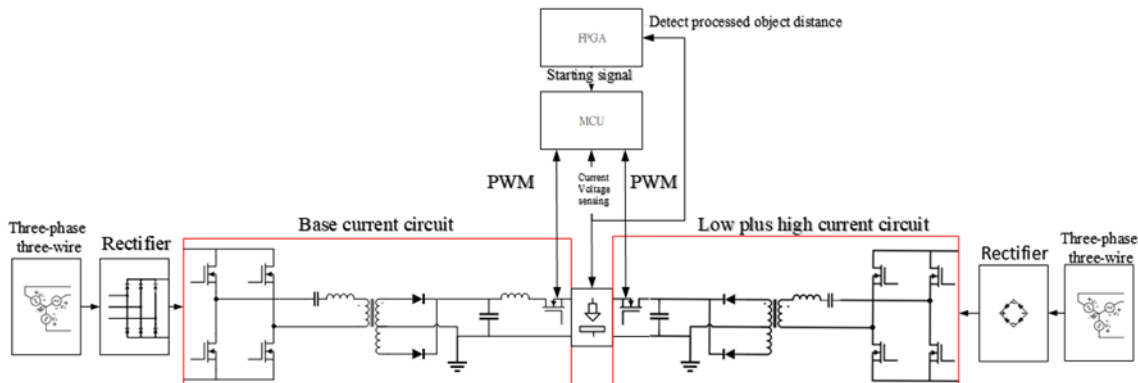 Detect processed object distance
FPGA
Starting signal
MCU
PWM
Current
Voltage
sensing
PWM
Three-phase
three-wire
Rectifier
Base current circuit
Low plus high current circuit
Rectifier
Three-phase
three-wire